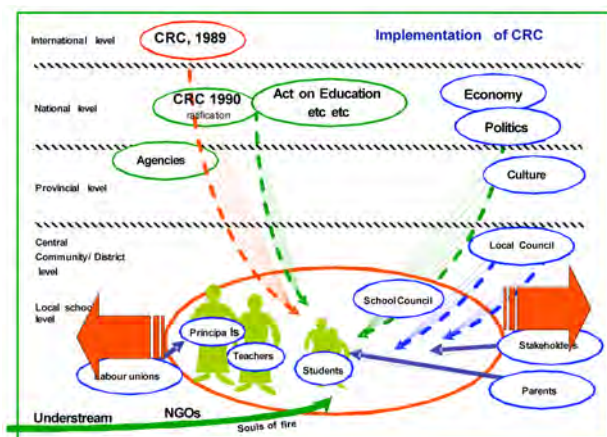 International level
CRC, 1989
Implementation of CRC
National level
CRC 1990
ratification
Act on Education
etc etc
Economy
Politics
Agencies
Culture
Provincial level
Central
Community/ District
level
Local Council
Local school
level
School Council
Principa ls
Teachers
Students
Labour unions
Stakeholders
Parents
Understream
NGOs
Souls of fire